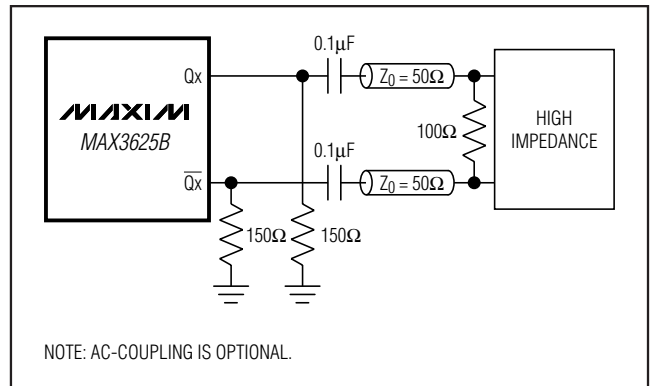 0.1μF
Qx
Z0 = 50Ω
MAXIM
MAX3625B
100Ω
HIGH
IMPEDANCE
0.1μF
Q̅x̅
Z0 = 50Ω
150Ω
150Ω
NOTE: AC-COUPLING IS OPTIONAL.